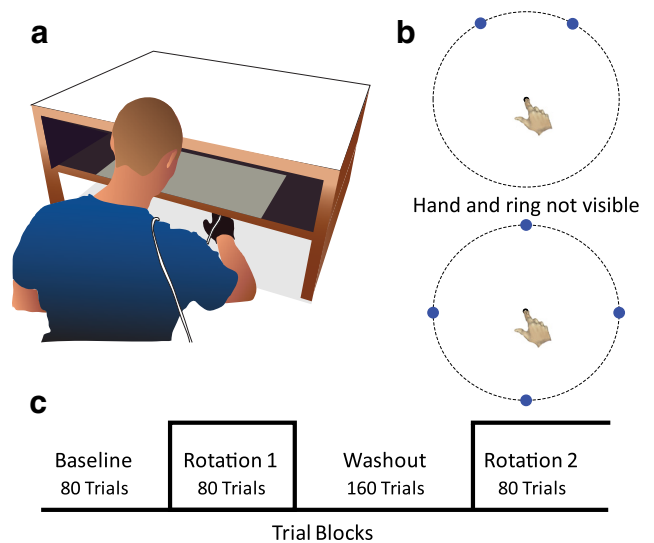 a
b
Hand and ring not visible
c
Baseline
80 Trials
Rotation 1
80 Trials
Washout
160 Trials
Rotation 2
80 Trials
Trial Blocks